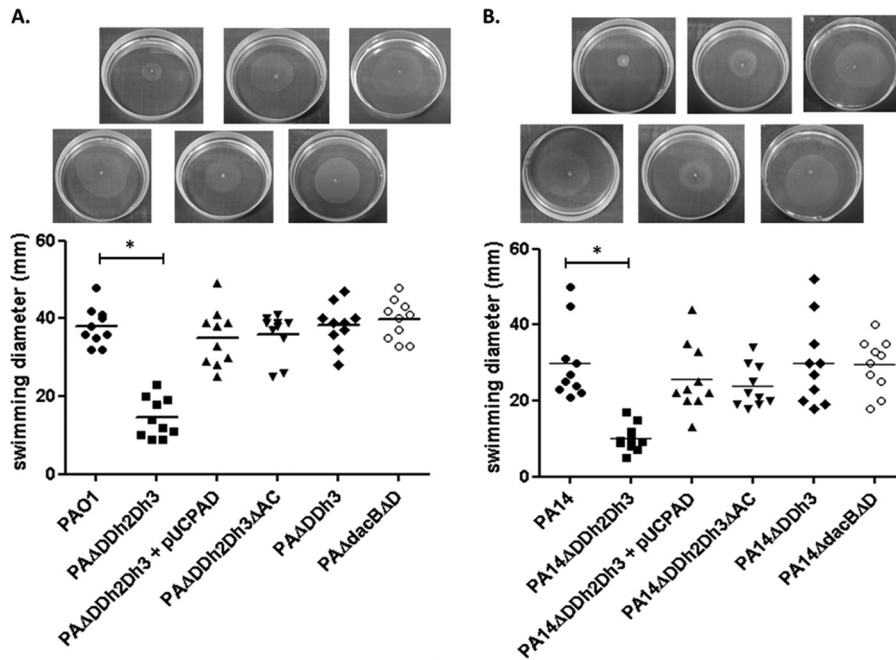 A.
B.
swimming diameter (mm)
60
40
20
0
*
PAO1
PAΔDDh2Dh3
PAΔDDh2Dh3 + pUCPAD
PAΔDDh2Dh3ΔAC
PAΔDDh3
PAΔdacBΔD
swimming diameter (mm)
60
40
20
0
*
PA14
PA14ΔDDh2Dh3
PA14ΔDDh2Dh3 + pUCPAD
PA14ΔDDh2Dh3ΔAC
PA14ΔDDh3
PA14ΔdacBΔD